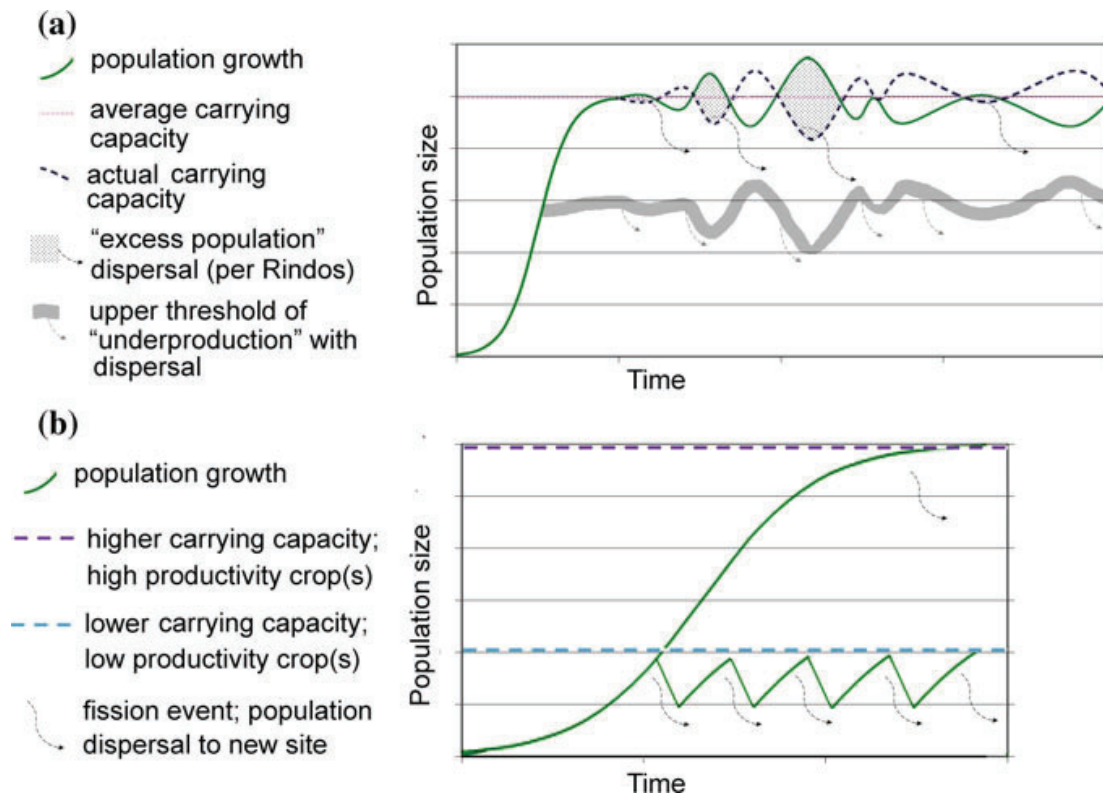 (a)
population growth
average carrying
capacity
actual carrying
capacity
“excess population”
dispersal (per Rindos)
upper threshold of
“underproduction” with
dispersal
Population size
Time
(b)
population growth
higher carrying capacity;
high productivity crop(s)
lower carrying capacity;
low productivity crop(s)
fission event; population
dispersal to new site
Population size
Time